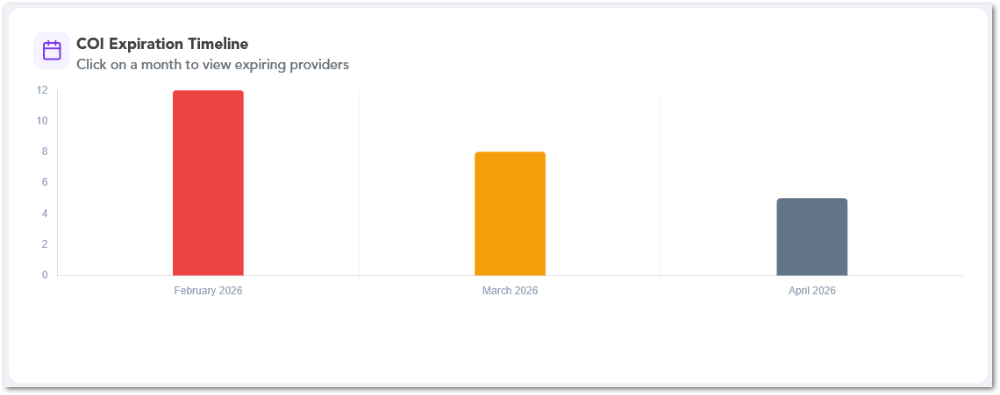 COI Expiration Timeline
Click on a month to view expiring providers
12
10
8
6
4
2
0
February 2026
March 2026
April 2026